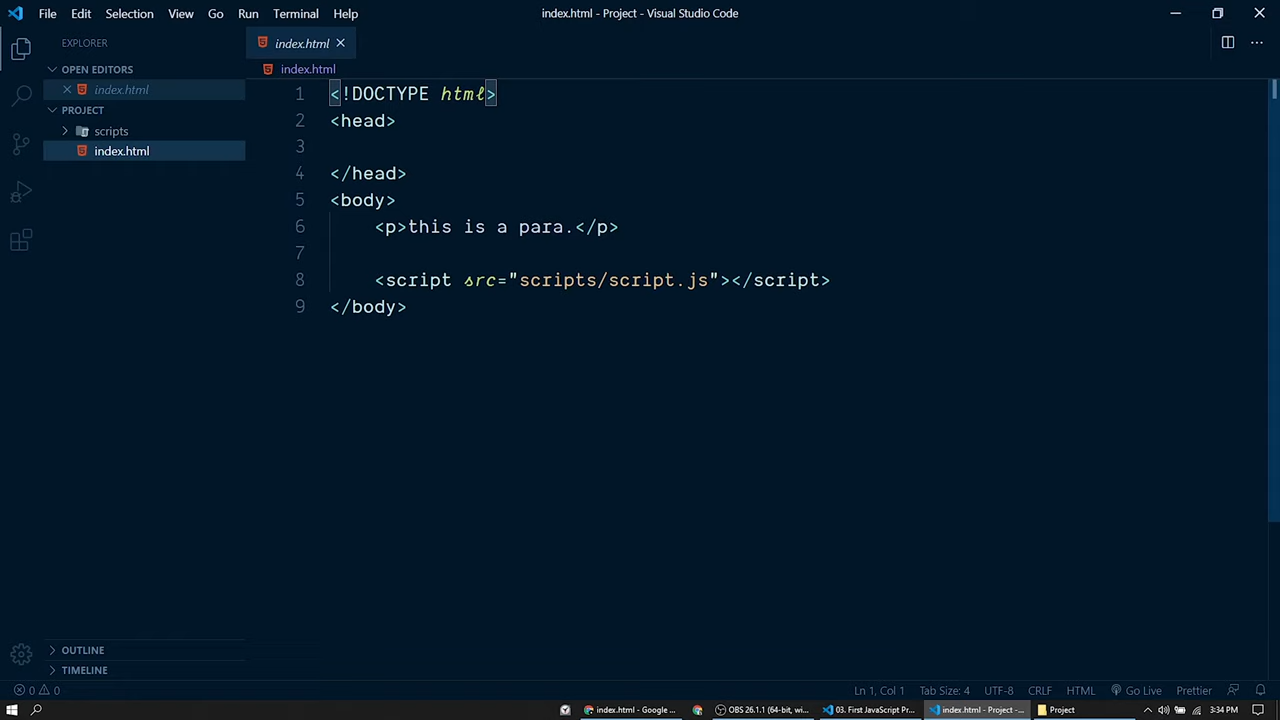 File Edit Selection View Go Run Terminal Help
index.html - Project - Visual Studio Code
EXPLORER
OPEN EDITORS
index.html
PROJECT
scripts
index.html
OUTLINE
TIMELINE
index.html
index.html
1 <!DOCTYPE html>
2 <head>
3
4 </head>
5 <body>
6 <p>this is a para.</p>
7
8 <script src="scripts/script.js"></script>
9 </body>
0 0
Ln 1, Col 1 Tab Size: 4 UTF-8 CRLF HTML Go Live Prettier
index.html - Google ...
OBS 26.1.1 (64-bit, wi...
03. First JavaScript Pr...
index.html - Project -...
Project
3:34 PM